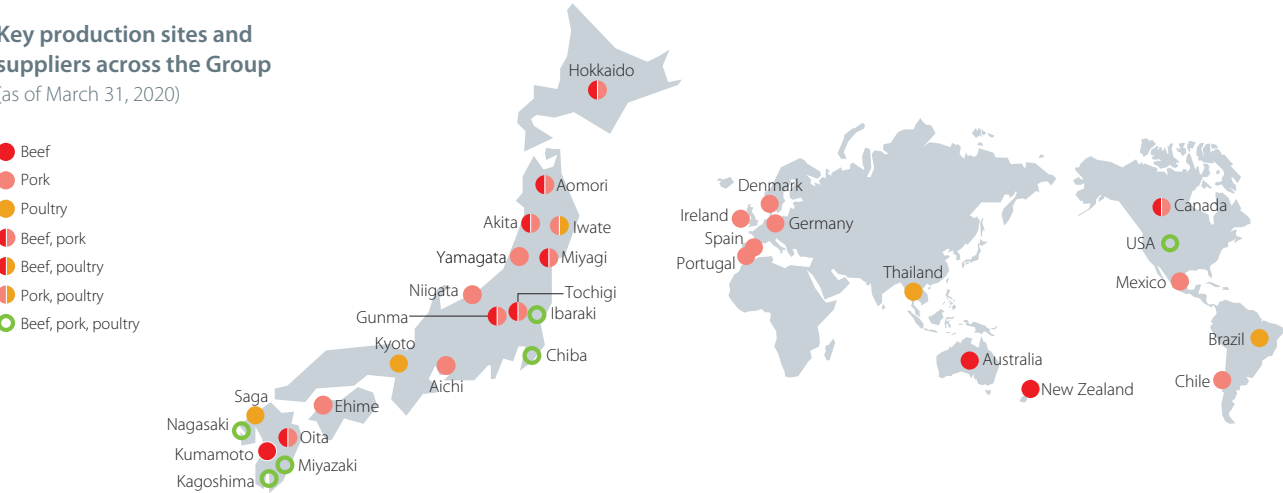 Key production sites and
suppliers across the Group
(as of March 31, 2020)
Beef
Pork
Poultry
Beef, pork
Beef, poultry
Pork, poultry
Beef, pork, poultry
Hokkaido
Aomori
Akita
Iwate
Yamagata
Miyagi
Niigata
Tochigi
Gunma
Ibaraki
Kyoto
Chiba
Aichi
Saga
Ehime
Nagasaki
Oita
Kumamoto
Miyazaki
Kagoshima
Denmark
Ireland
Germany
Spain
Portugal
Thailand
Australia
New Zealand
Canada
USA
Mexico
Brazil
Chile